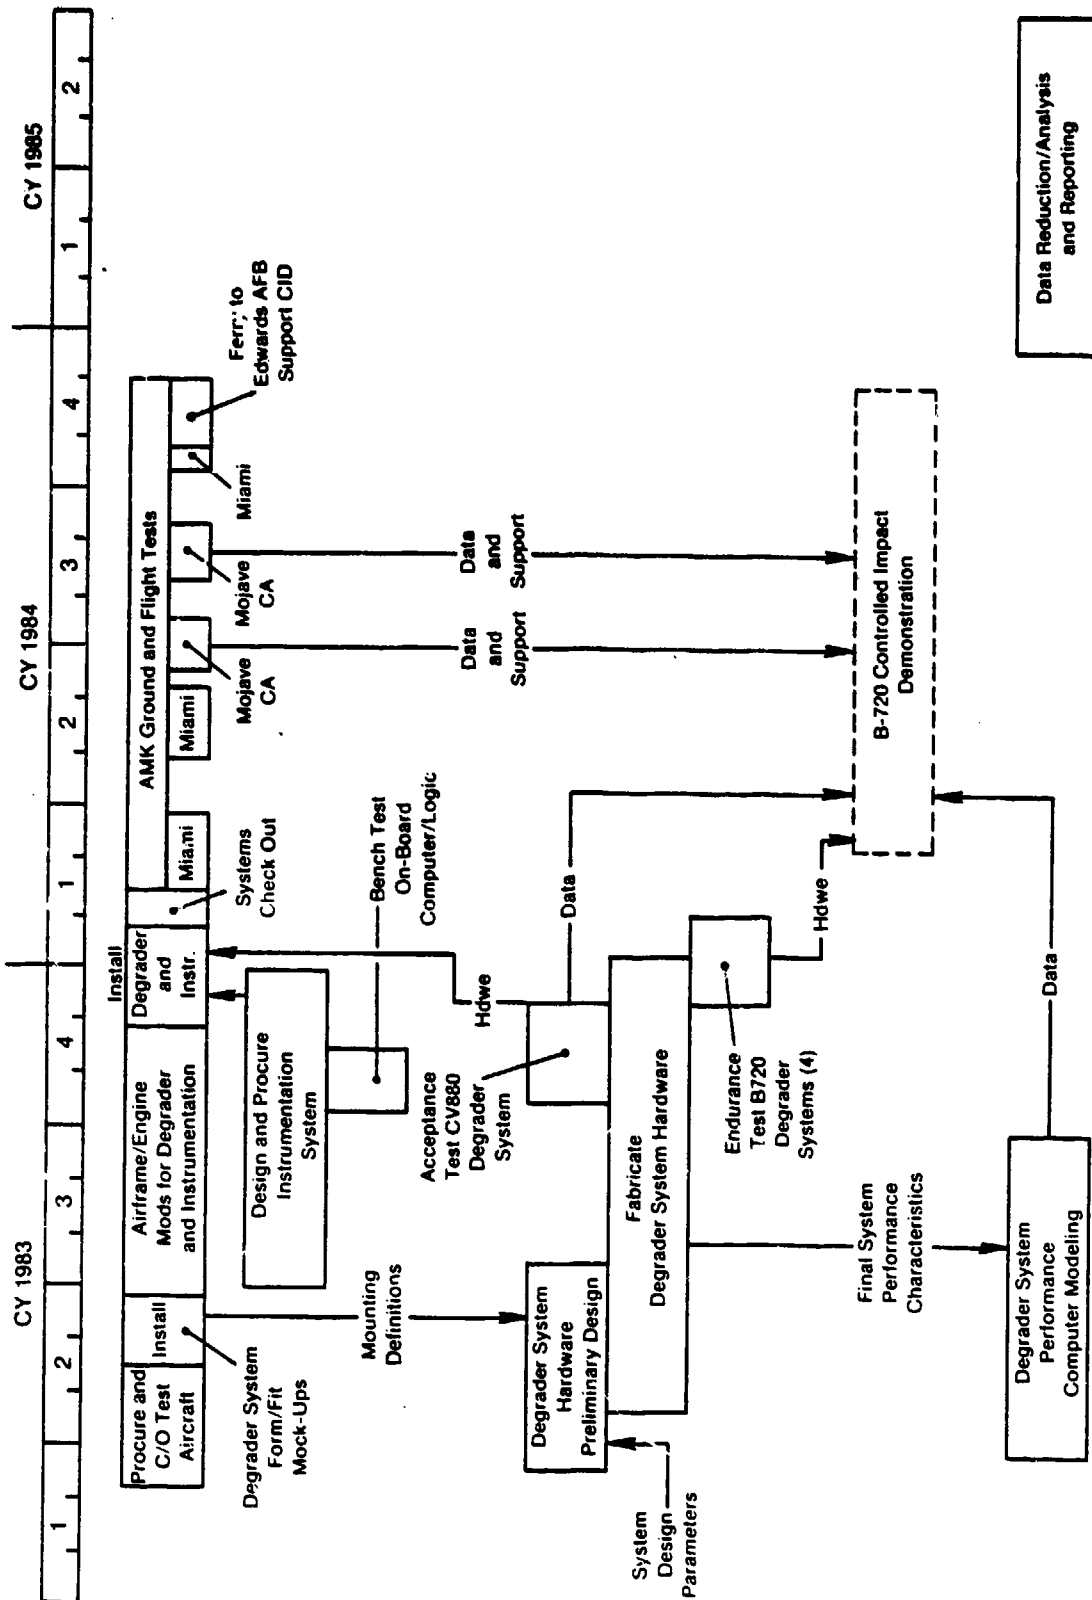 CY 1983
CY 1984
CY 1985
1
2
3
4
1
2
3
4
1
2
Procure and
C/O Test
Aircraft
Install
Airframe/Engine
Mods for Degrader
and Instrumentation
Install
Degrader
and
Instr.
AMK Ground and Flight Tests
Miami
Miami
Systems
Check Out
Mojave
CA
Mojave
CA
Miami
Ferry to
Edwards AFB
Support CID
Degrader System
Form/Fit
Mock-Ups
Design and Procure
Instrumentation
System
Bench Test
On-Board
Computer/Logic
Mounting
Definitions
Acceptance
Test CV880
Degrader
System
Hdwe
Data
Data
and
Support
Data
and
Support
System
Design
Parameters
Degrader System
Hardware
Preliminary Design
Fabricate
Degrader System Hardware
Endurance
Test B720
Degrader
Systems (4)
Hdwe
B-720 Controlled Impact
Demonstration
Final System
Performance
Characteristics
Degrader System
Performance
Computer Modeling
Data
Data Reduction/Analysis
and Reporting